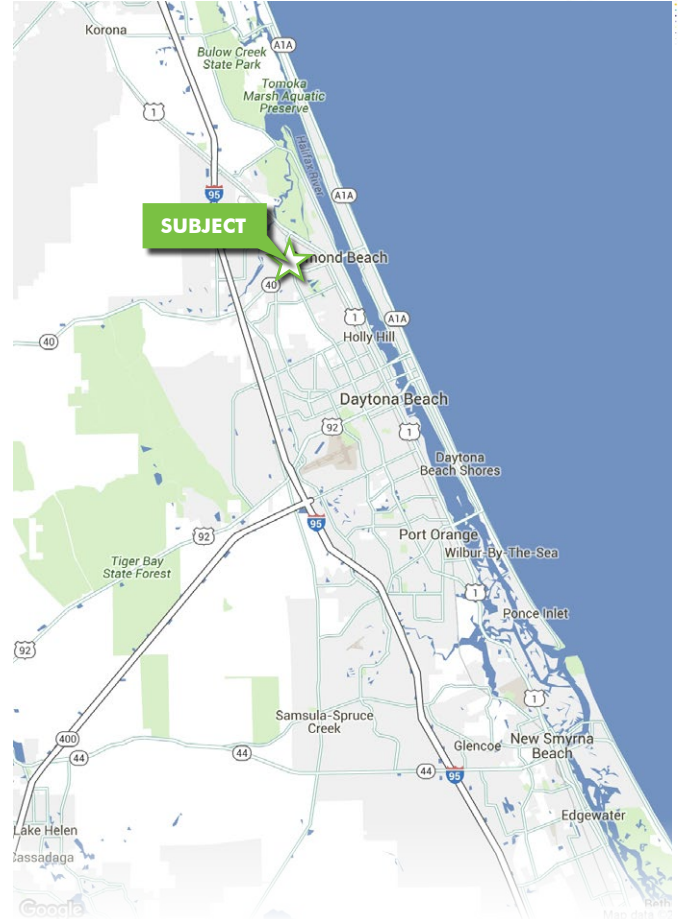 Korona
A1A
Bulow Creek
State Park
Tomoka
Marsh Aquatic
Preserve
1
Halifax River
95
A1A
SUBJECT
mond Beach
40
1
A1A
40
Holly Hill
Daytona Beach
92
1
Daytona
Beach Shores
95
92
Port Orange
Wilbur-By-The-Sea
Tiger Bay
State Forest
1
Ponce Inlet
92
1
Samsula-Spruce
Creek
400
44
44
Glencoe
New Smyrna
Beach
44
95
Edgewater
Lake Helen
Cassadaga
Google
Map data